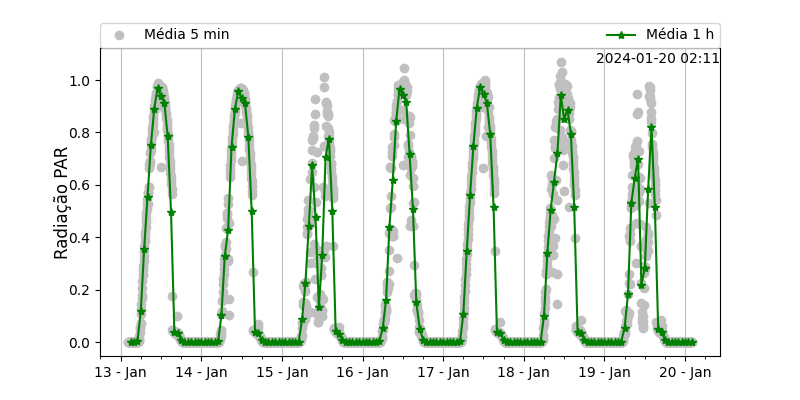 Média 5 min
Média 1 h
2024-01-20 02:11
Radiação PAR
1.0
0.8
0.6
0.4
0.2
0.0
13 - Jan
14 - Jan
15 - Jan
16 - Jan
17 - Jan
18 - Jan
19 - Jan
20 - Jan